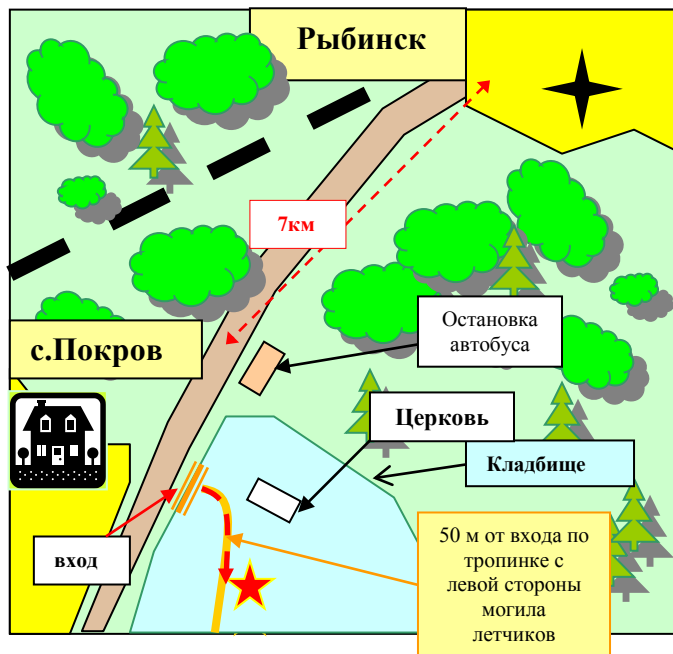 Рыбинск
7км
Остановка
автобуса
с.Покров
Церковь
Кладбище
вход
50 м от входа по
тропинке с
левой стороны
могила
летчиков